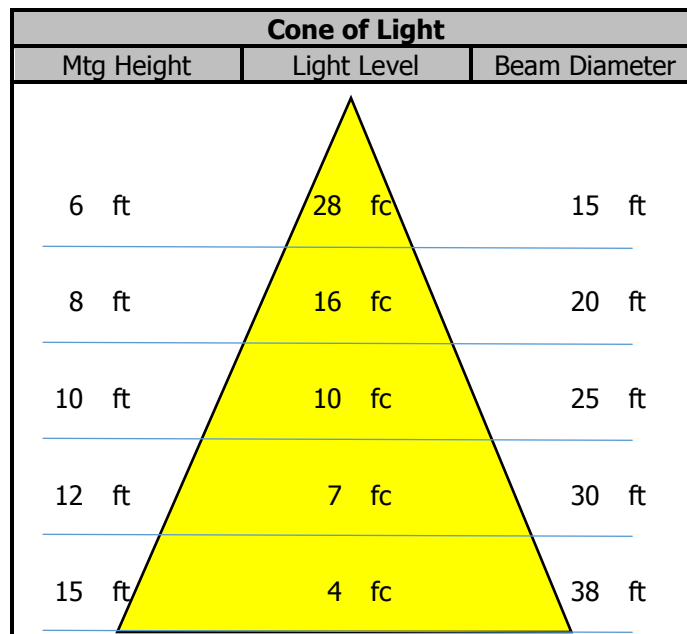 Cone of Light
Mtg Height Light Level Beam Diameter
6 ft 28 fc 15 ft
8 ft 16 fc 20 ft
10 ft 10 fc 25 ft
12 ft 7 fc 30 ft
15 ft 4 fc 38 ft